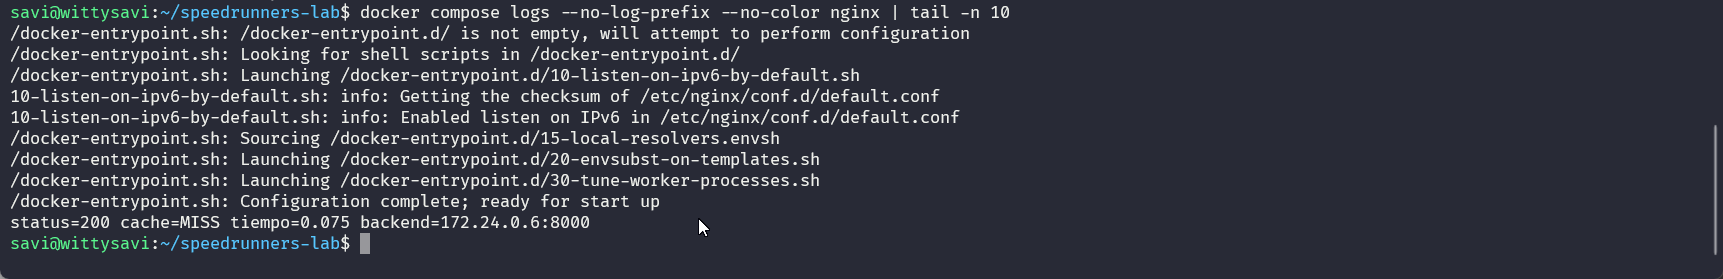 savi@wittysavi:~/speedrunners-lab$ docker compose logs --no-log-prefix --no-color nginx | tail -n 10
/docker-entrypoint.sh: /docker-entrypoint.d/ is not empty, will attempt to perform configuration
/docker-entrypoint.sh: Looking for shell scripts in /docker-entrypoint.d/
/docker-entrypoint.sh: Launching /docker-entrypoint.d/10-listen-on-ipv6-by-default.sh
10-listen-on-ipv6-by-default.sh: info: Getting the checksum of /etc/nginx/conf.d/default.conf
10-listen-on-ipv6-by-default.sh: info: Enabled listen on IPv6 in /etc/nginx/conf.d/default.conf
/docker-entrypoint.sh: Sourcing /docker-entrypoint.d/15-local-resolvers.envsh
/docker-entrypoint.sh: Launching /docker-entrypoint.d/20-envsubst-on-templates.sh
/docker-entrypoint.sh: Launching /docker-entrypoint.d/30-tune-worker-processes.sh
/docker-entrypoint.sh: Configuration complete; ready for start up
status=200 cache=MISS tiempo=0.075 backend=172.24.0.6:8000
savi@wittysavi:~/speedrunners-lab$